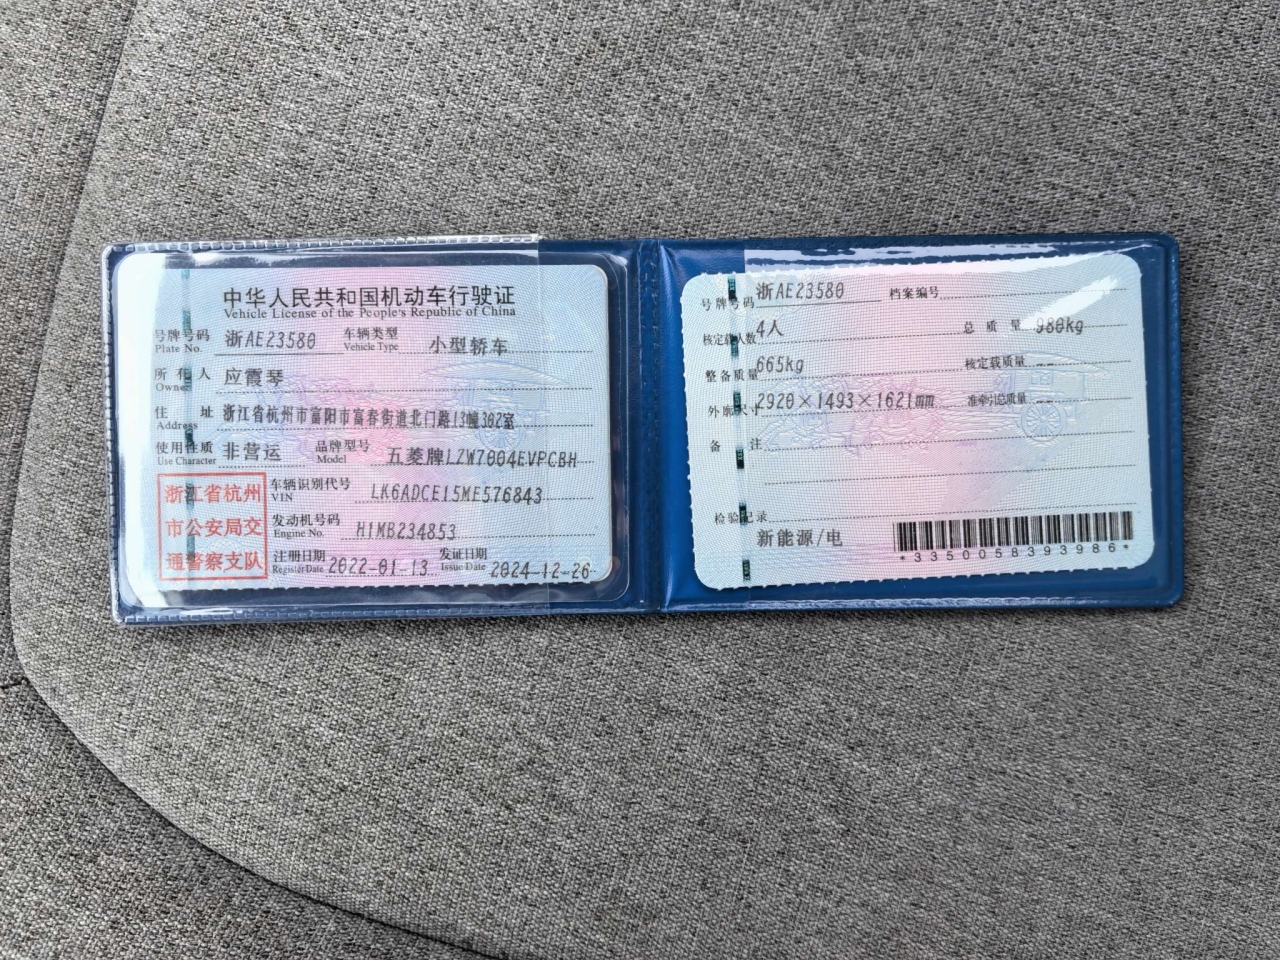 中华人民共和国机动车行驶证
Vehicle License of the People's Republic of China
号牌号码 浙AE23580 车辆类型 小型轿车
Plate No. Vehicle Type
所有人 应霞琴
Owner
住址 浙江省杭州市富阳市富春街道北门路13幢302室
Address
使用性质 非营运 品牌型号 五菱牌LZW7004EVPCBH
Use Character Model
浙江省杭州
市公安局交
通警察支队
车辆识别代号 LK6ADCE15ME576843
VIN
发动机号码 H1MB234853
Engine No.
注册日期 2022-01-13 发证日期 2024-12-26
Register Date Issue Date
号牌号码 浙AE23580 档案编号
核定载人数 4人 总质量 980kg
整备质量 665kg 核定载质量 --
外廓尺寸 2920×1493×1621mm 准牵引总质量 --
备注
检验记录
新能源/电
*3350058393986*